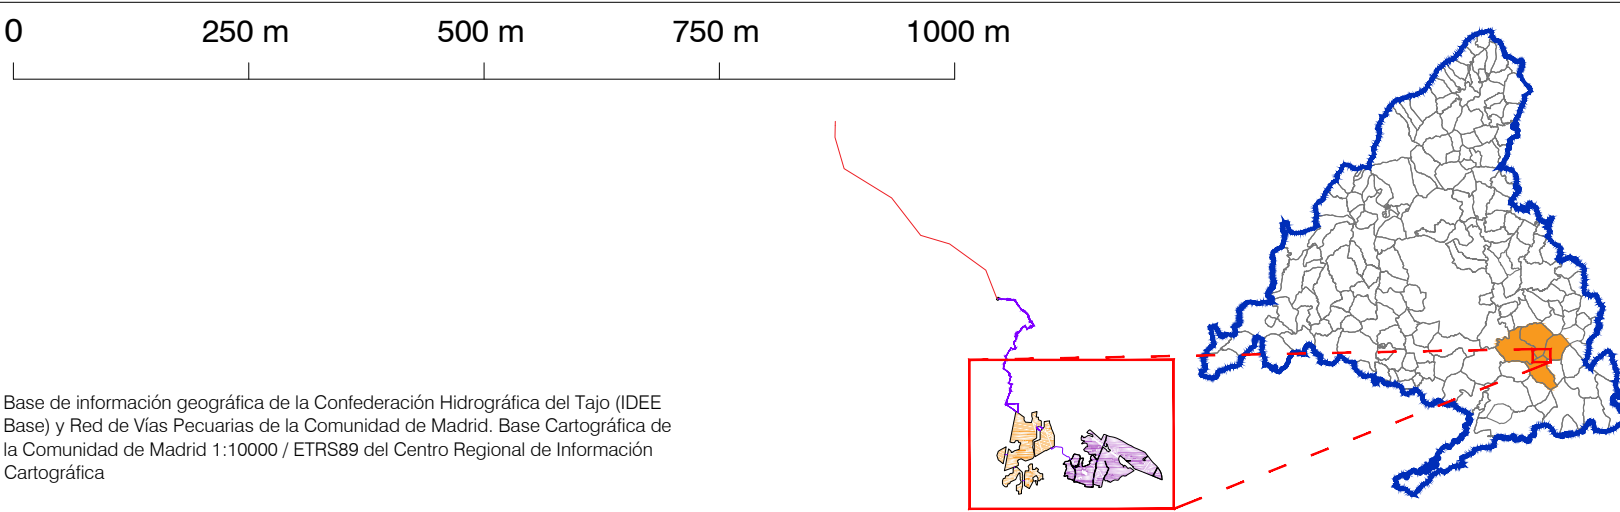 0 250 m 500 m 750 m 1000 m
Base de información geográfica de la Confederación Hidrográfica del Tajo (IDEE
Base) y Red de Vías Pecuarias de la Comunidad de Madrid. Base Cartográfica de
la Comunidad de Madrid 1:10000 / ETRS89 del Centro Regional de Información
Cartográfica